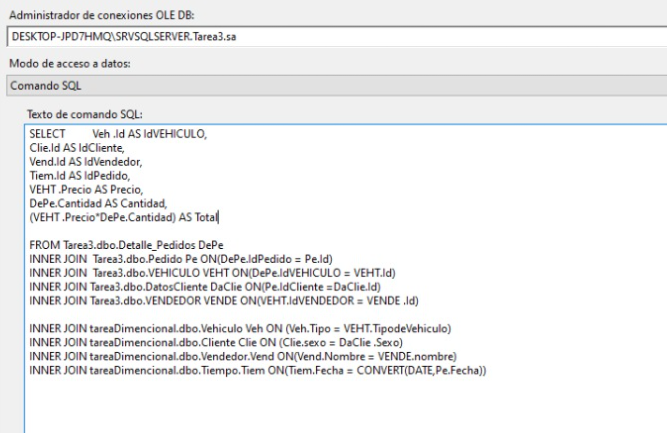 Administrador de conexiones OLE DB:
DESKTOP-JPD7HMQ\SRVSQLSERVER.Tarea3.sa
Modo de acceso a datos:
Comando SQL
Texto de comando SQL:
SELECT Veh .Id AS IdVEHICULO,
Clie.Id AS IdCliente,
Vend.Id AS IdVendedor,
Tiem.Id AS IdPedido,
VEHT .Precio AS Precio,
DePe.Cantidad AS Cantidad,
(VEHT .Precio*DePe.Cantidad) AS Total
FROM Tarea3.dbo.Detalle_Pedidos DePe
INNER JOIN Tarea3.dbo.Pedido Pe ON(DePe.IdPedido = Pe.Id)
INNER JOIN Tarea3.dbo.VEHICULO VEHT ON(DePe.IdVEHICULO = VEHT.Id)
INNER JOIN Tarea3.dbo.DatosCliente DaClie ON(Pe.IdCliente =DaClie.Id)
INNER JOIN Tarea3.dbo.VENDEDOR VENDE ON(VEHT.IdVENDEDOR = VENDE .Id)
INNER JOIN tareaDimencional.dbo.Vehiculo Veh ON (Veh.Tipo = VEHT.TipodeVehiculo)
INNER JOIN tareaDimencional.dbo.Cliente Clie ON (Clie.sexo = DaClie .Sexo)
INNER JOIN tareaDimencional.dbo.Vendedor.Vend ON(Vend.Nombre = VENDE.nombre)
INNER JOIN tareaDimencional.dbo.Tiempo.Tiem ON(Tiem.Fecha = CONVERT(DATE,Pe.Fecha))